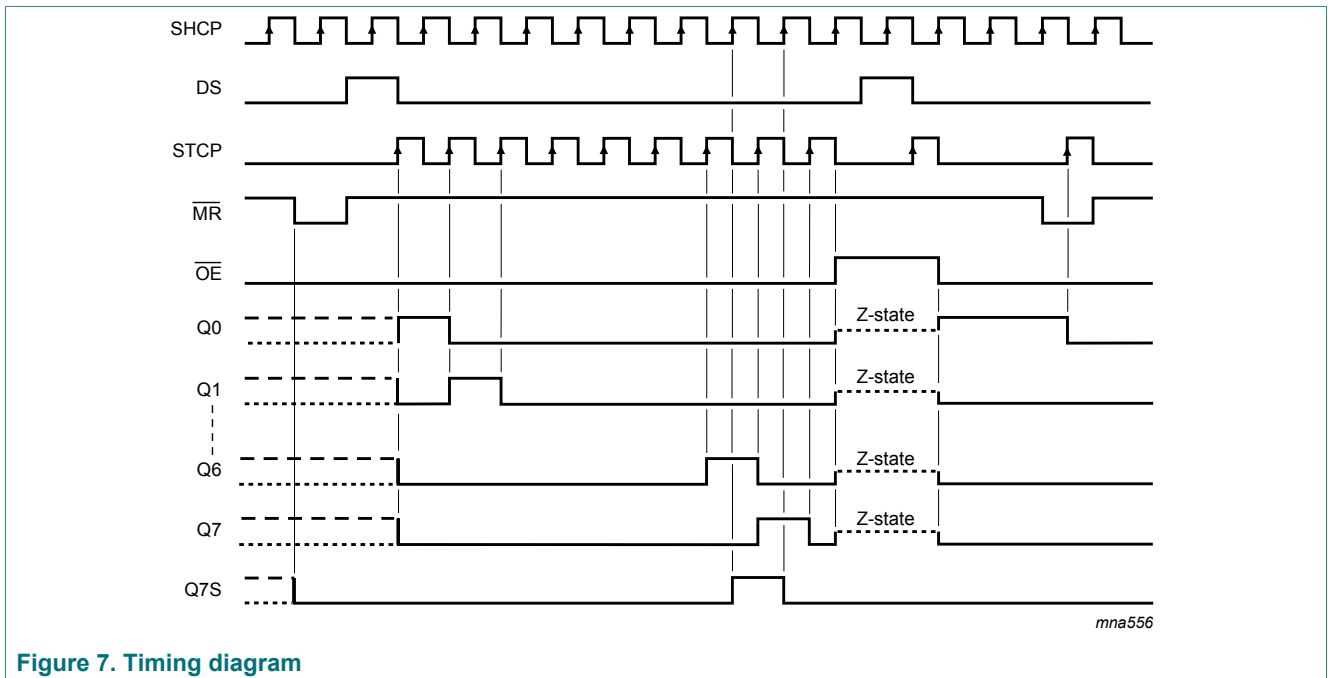 SHCP
DS
STCP
MR
OE
Q0
Z-state
Q1
Z-state
Q6
Z-state
Q7
Z-state
Q7S
mna556
Figure 7. Timing diagram